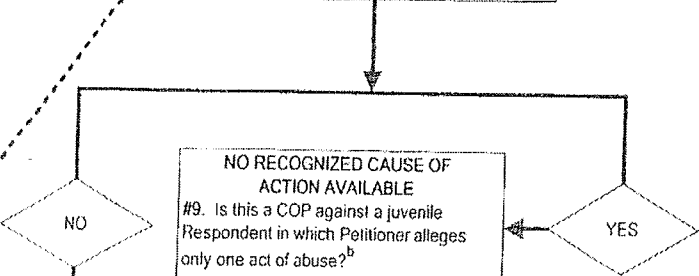 NO RECOGNIZED CAUSE OF
ACTION AVAILABLE
#9. Is this a COP against a juvenile
Respondent in which Petitioner alleges
only one act of abuse?ᵇ
NO
YES